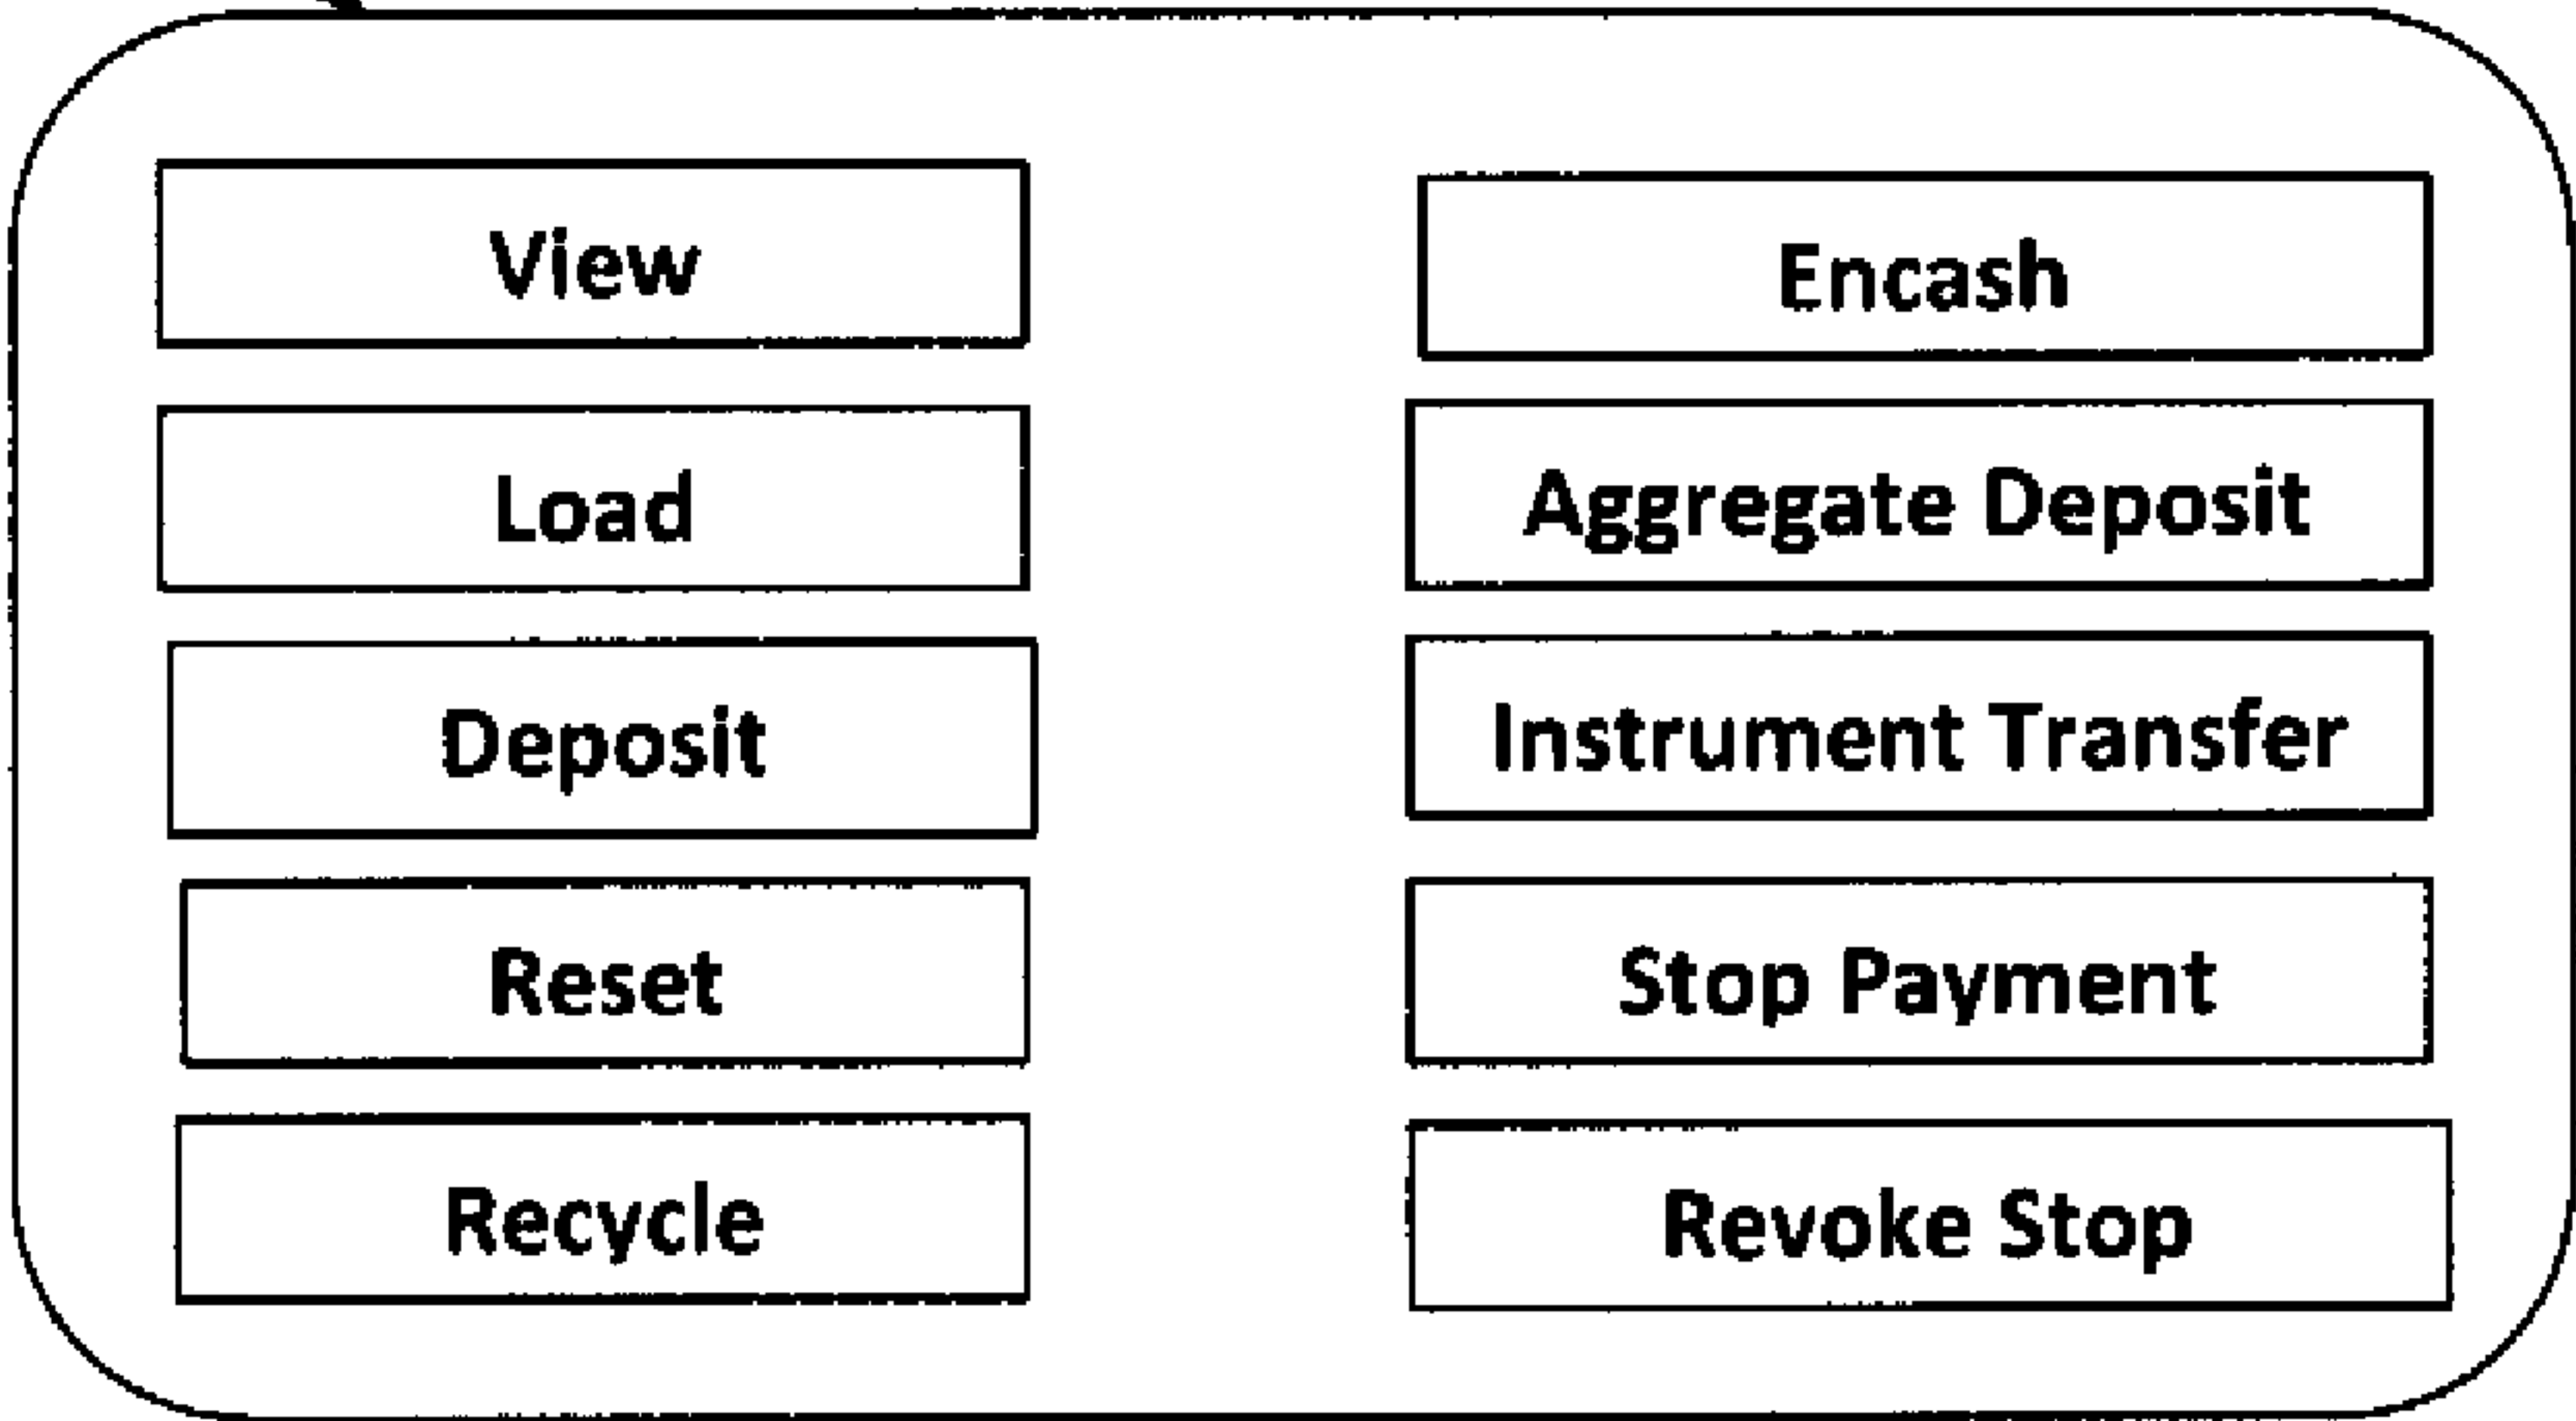 View
Load
Deposit
Reset
Recycle
Encash
Aggregate Deposit
Instrument Transfer
Stop Payment
Revoke Stop